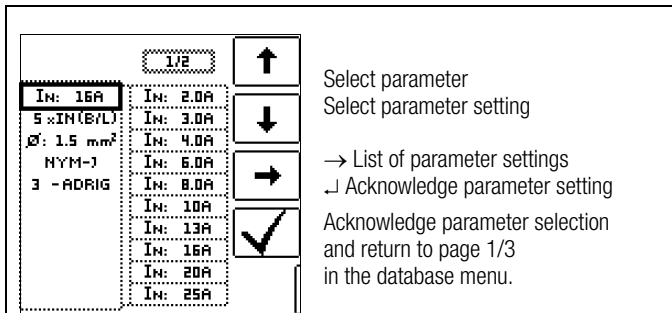 1/2
IN: 16A
5 xIN(B/L)
Ø: 1.5 mm²
NYM-J
3 -ADRIG
IN: 2.0A
IN: 3.0A
IN: 4.0A
IN: 6.0A
IN: 8.0A
IN: 10A
IN: 13A
IN: 16A
IN: 20A
IN: 25A
Select parameter
Select parameter setting
→ List of parameter settings
↵ Acknowledge parameter setting
Acknowledge parameter selection
and return to page 1/3
in the database menu.